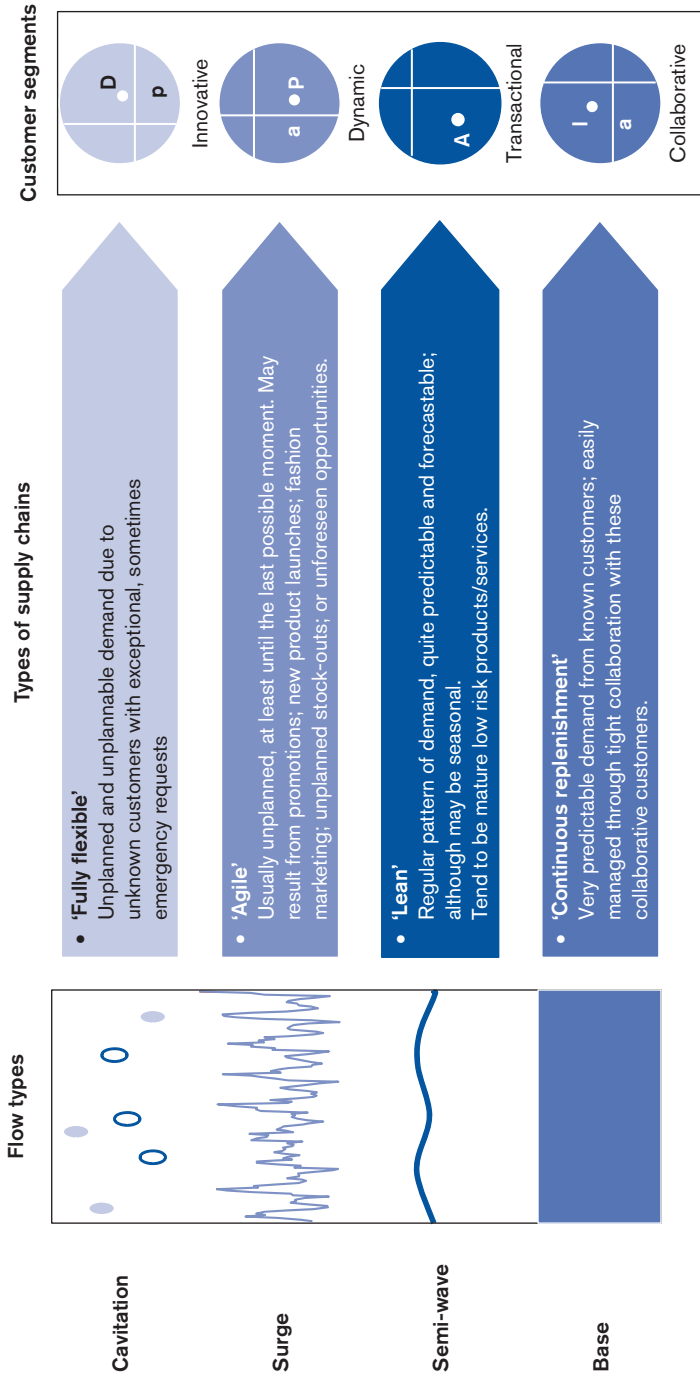 Flow types
Types of supply chains
Customer segments
Cavitation
• ‘Fully flexible’
Unplanned and unplannable demand due to
unknown customers with exceptional, sometimes
emergency requests
D
p
Innovative
Surge
• ‘Agile’
Usually unplanned, at least until the last possible moment. May
result from promotions; new product launches; fashion
marketing; unplanned stock-outs; or unforeseen opportunities.
a
P
Dynamic
Semi-wave
• ‘Lean’
Regular pattern of demand, quite predictable and forecastable;
although may be seasonal.
Tend to be mature low risk products/services.
A
Transactional
Base
• ‘Continuous replenishment’
Very predictable demand from known customers; easily
managed through tight collaboration with these
collaborative customers.
I
a
Collaborative